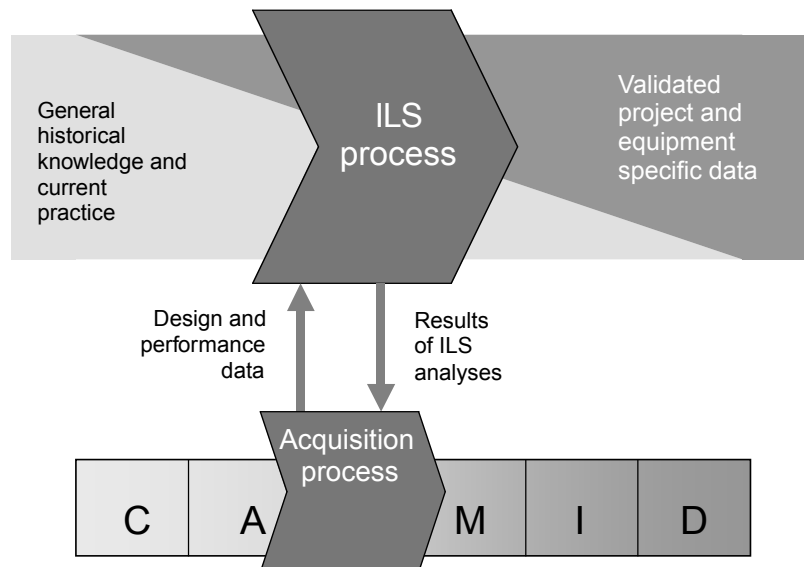 General
historical
knowledge and
current
practice
ILS
process
Validated
project and
equipment
specific data
Design and
performance
data
Results
of ILS
analyses
Acquisition
process
C A M I D